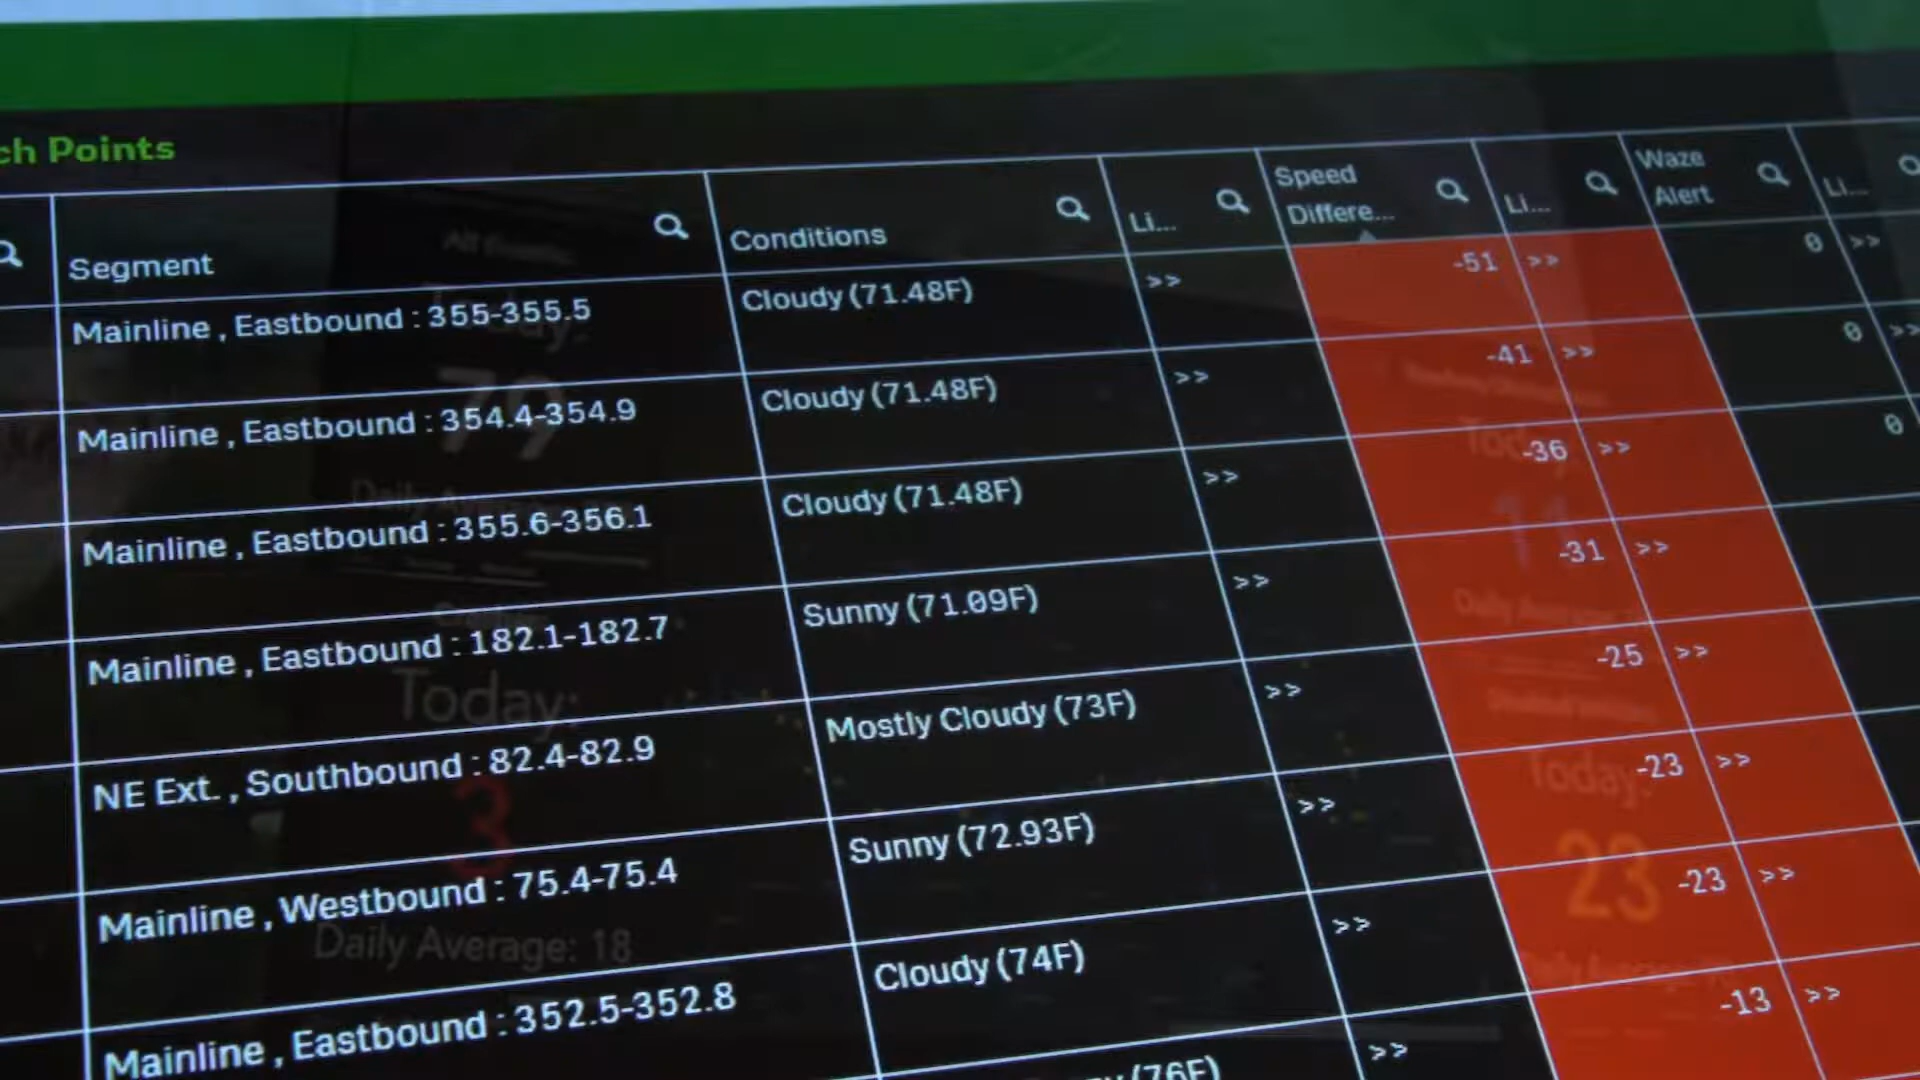 ch Points
Segment Conditions Li... Speed Differe... Li... Waze Alert Li...
Mainline , Eastbound : 355-355.5 Cloudy (71.48F) >> -51 >> 0 >>
Mainline , Eastbound : 354.4-354.9 Cloudy (71.48F) >> -41 >> 0 >>
Mainline , Eastbound : 355.6-356.1 Cloudy (71.48F) >> -36 >> 0
Mainline , Eastbound : 182.1-182.7 Sunny (71.09F) >> -31 >>
NE Ext. , Southbound : 82.4-82.9 Mostly Cloudy (73F) >> -25 >>
Mainline , Westbound : 75.4-75.4 Sunny (72.93F) >> -23 >>
Mainline , Eastbound : 352.5-352.8 Cloudy (74F) >> -23 >>
(76F) >> -13 >>
Today:
79
Today:
3
Daily Average: 18
Today:
23